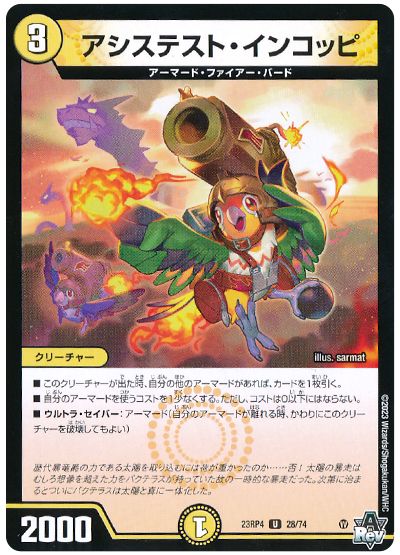 3
アシステスト・インコッピ
アーマード・ファイアー・バード
illus. sarmat
クリーチャー
■このクリーチャーが出た時、自分の他のアーマードがあれば、カードを1枚引く。
■自分のアーマードを使うコストを1少なくする。ただし、コストは0以下にはならない。
■ウルトラ・セイバー：アーマード(自分のアーマードが離れる時、かわりにこのクリーチャーを破壊してもよい)
歴代暴竜爵の力である太陽を取り込むには荷が重かったのか……否！太陽の暴走は
むしろ想像を超えた力をバクテラスが持っていた故の一時的な暴走だった。次第に治ま
るとついにバクテラスは太陽と真に一体化した。
2000
1
23RP4 U 28/74
Rev
©2023 Wizards/Shogakukan/WHC